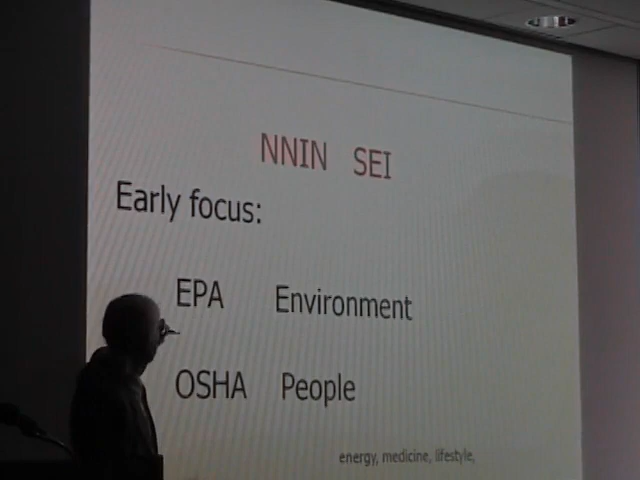 NNIN SEI
Early focus:
EPA Environment
OSHA People
energy, medicine, lifestyle,